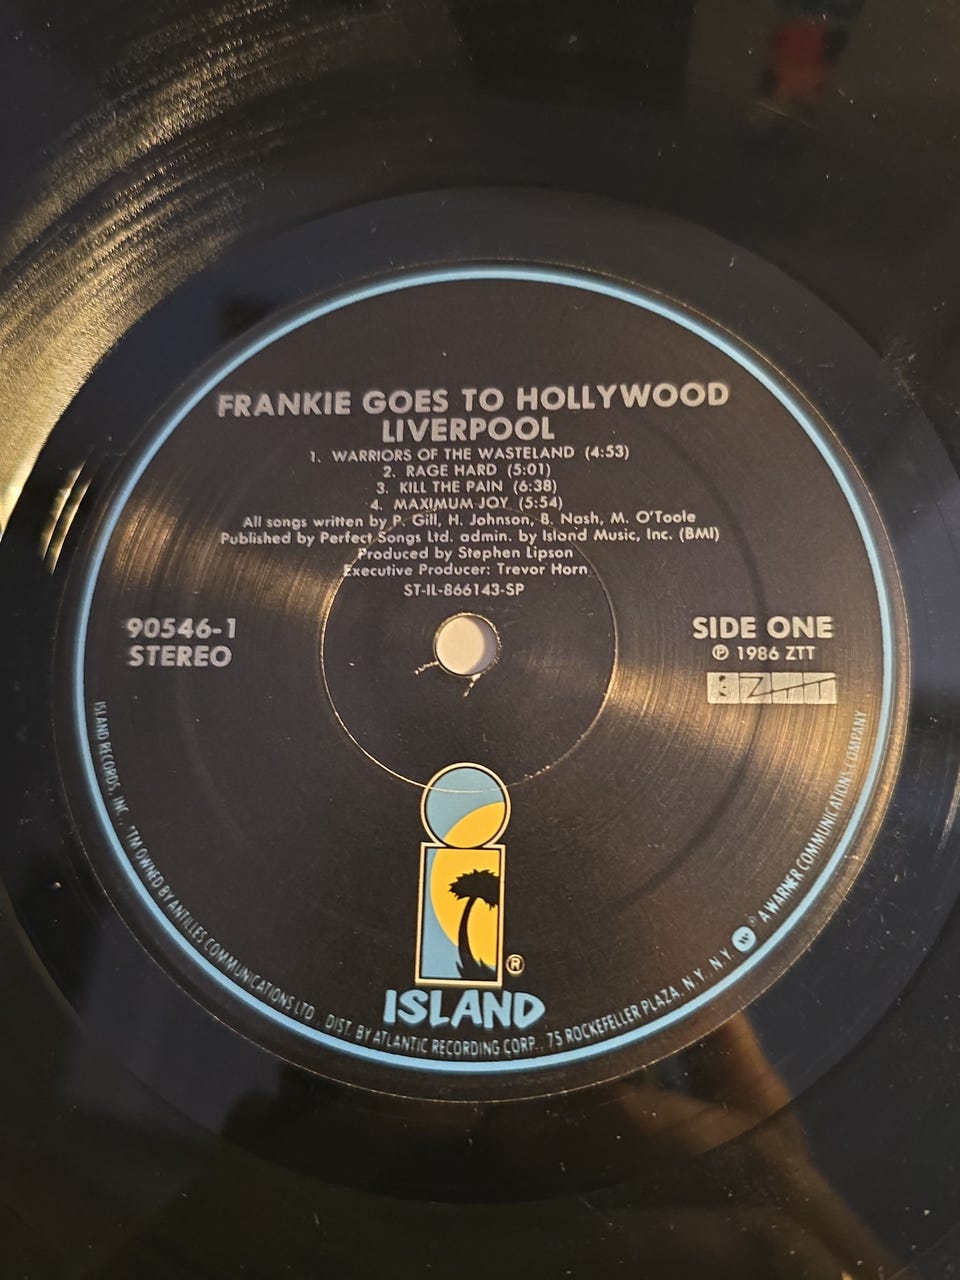 FRANKIE GOES TO HOLLYWOOD
LIVERPOOL
1. WARRIORS OF THE WASTELAND (4:53)
2. RAGE HARD (5:01)
3. KILL THE PAIN (6:38)
4. MAXIMUM JOY (5:54)
All songs written by P. Gill, H. Johnson, B. Nash, M. O'Toole
Published by Perfect Songs Ltd. adm​in. by Island Music, Inc. (BMI)
Produced by Stephen Lipson
Executive Producer: Trevor Horn
ST-IL-866143-SP
90546-1
STEREO
SIDE ONE
℗ 1986 ZTT
ZTT
®
ISLAND
ISLAND RECORDS, INC., *TM OWNED BY ANTILLES COMMUNICATIONS LTD. DIST. BY ATLANTIC RECORDING CORP., 75 ROCKEFELLER PLAZA, N.Y. N.Y. W ® A WARNER COMMUNICATIONS COMPANY